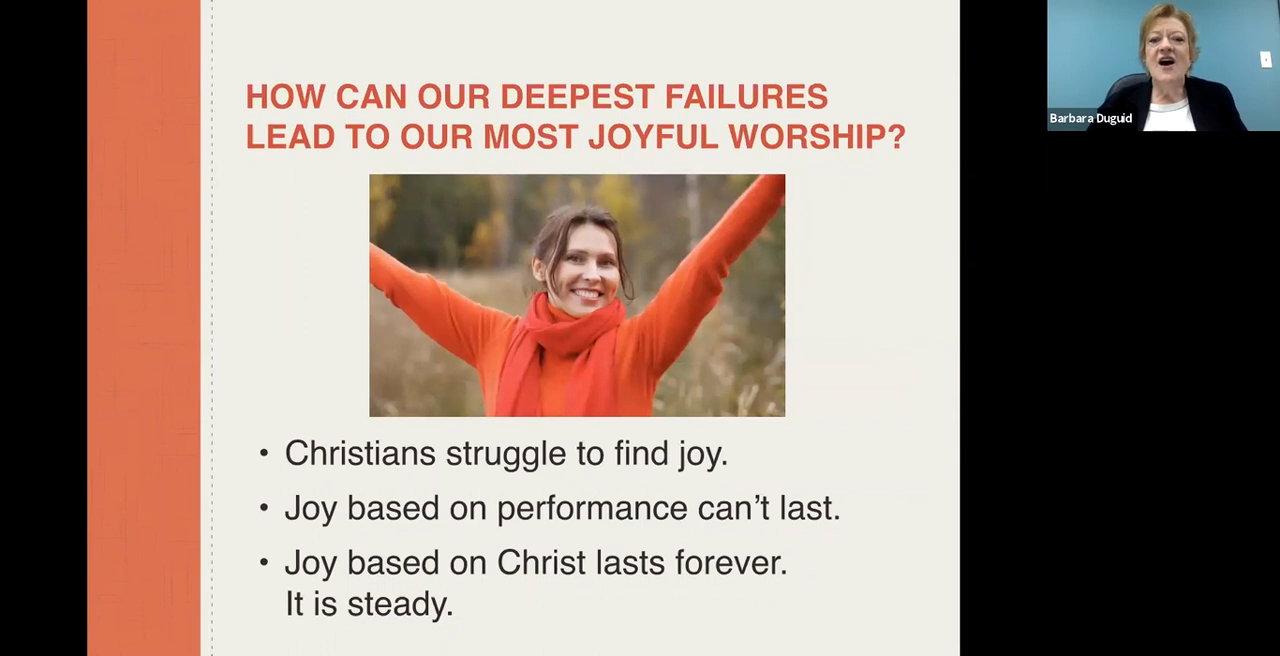 HOW CAN OUR DEEPEST FAILURES
LEAD TO OUR MOST JOYFUL WORSHIP?
• Christians struggle to find joy.
• Joy based on performance can’t last.
• Joy based on Christ lasts forever.
It is steady.
Barbara Duguid